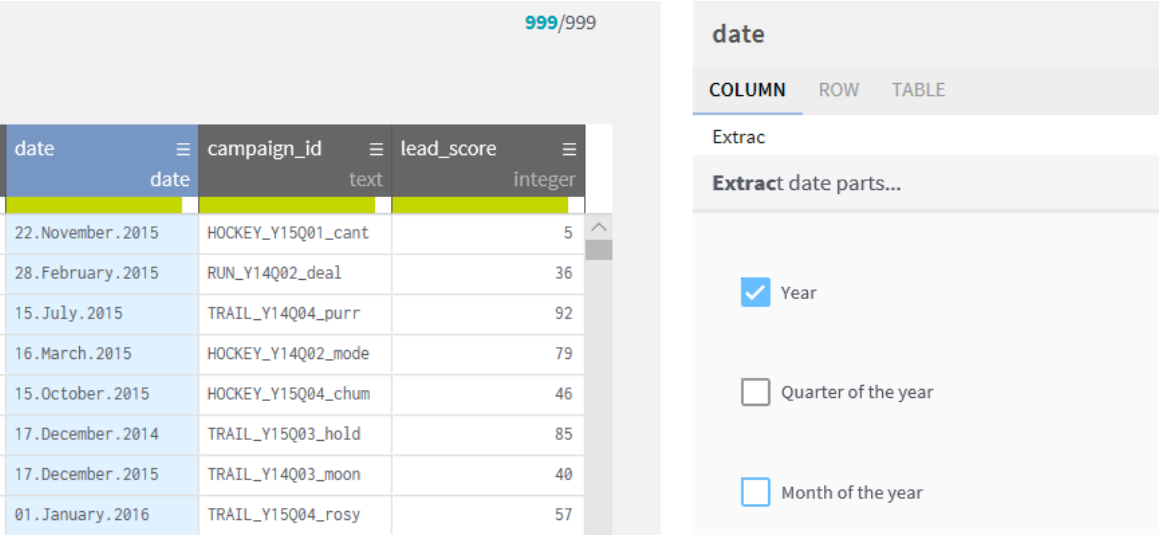 999/999
date campaign_id lead_score
date text integer
22.November.2015 HOCKEY_Y15Q01_cant 5
28.February.2015 RUN_Y14Q02_deal 36
15.July.2015 TRAIL_Y14Q04_purr 92
16.March.2015 HOCKEY_Y14Q02_mode 79
15.October.2015 HOCKEY_Y15Q04_chum 46
17.December.2014 TRAIL_Y15Q03_hold 85
17.December.2015 TRAIL_Y14Q03_moon 40
01.January.2016 TRAIL_Y15Q04_rosy 57
date
COLUMN ROW TABLE
Extrac
Extract date parts...
Year
Quarter of the year
Month of the year